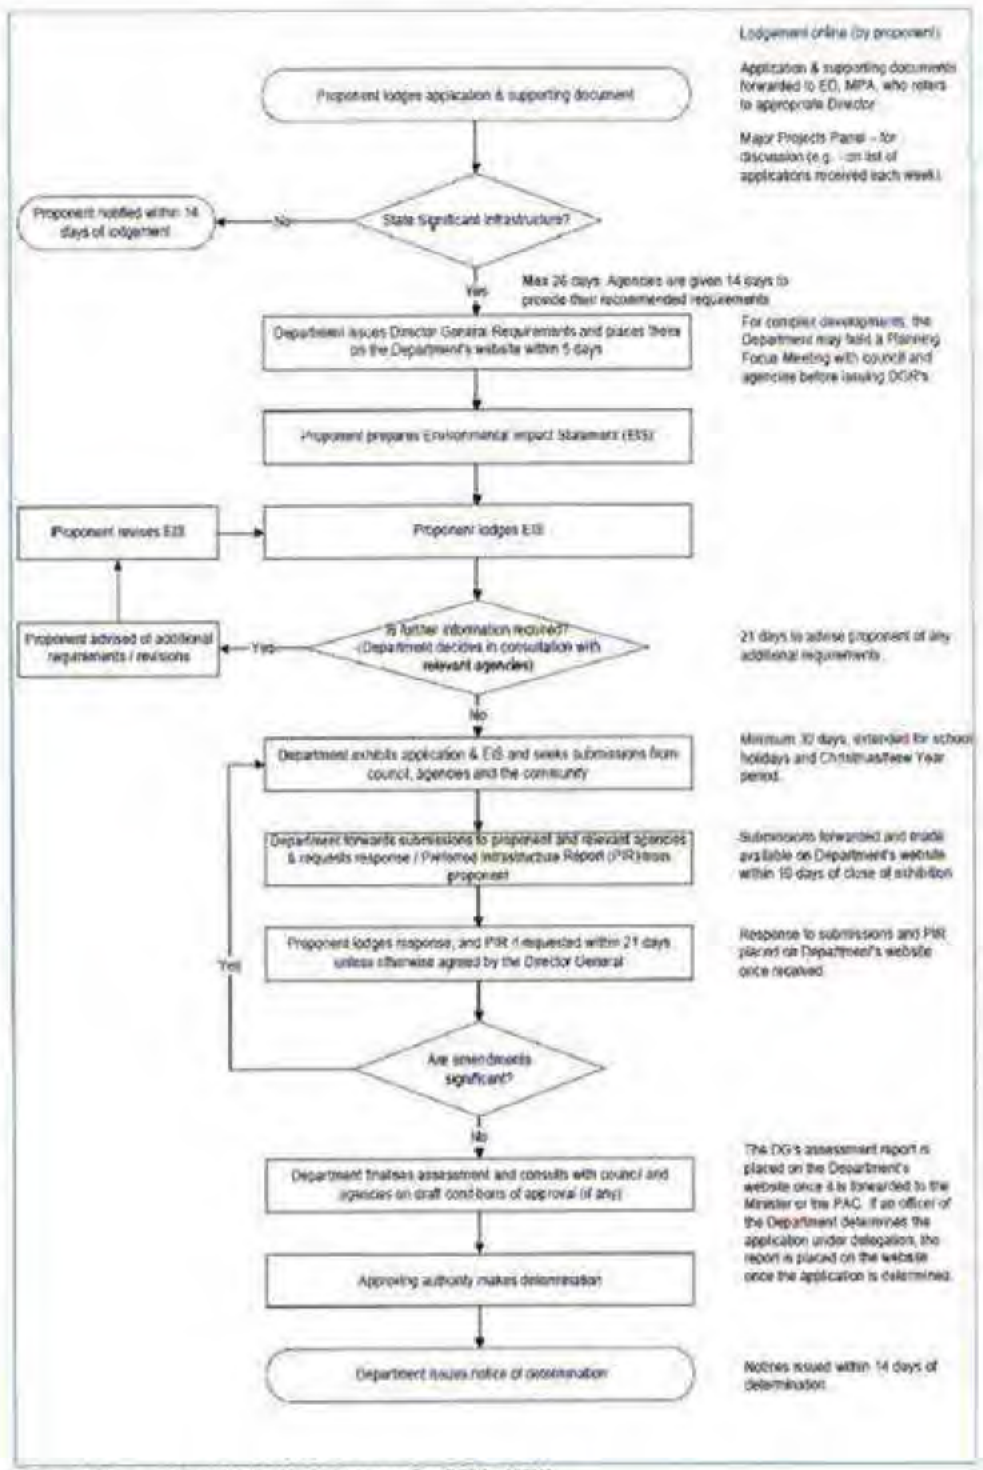 Lodgement online (by proponent)
Application & supporting documents
forwarded to ED, MPA, who refers
to appropriate Director
Major Projects Panel – for
discussion (e.g. - on list of
applications received each week).
Proponent lodges application & supporting document
State Significant Infrastructure?
No
Proponent notified within 14
days of lodgement
Yes
Max 26 days. Agencies are given 14 days to
provide their recommended requirements
Department issues Director General Requirements and places these
on the Department's website within 5 days
For complex developments, the
Department may hold a Planning
Focus Meeting with council and
agencies before issuing DGR's
Proponent prepares Environmental Impact Statement (EIS)
Proponent revises EIS
Proponent lodges EIS
Is further information required?
(Department decides in consultation with
relevant agencies)
Yes
Proponent advised of additional
requirements / revisions
21 days to advise proponent of any
additional requirements
No
Department exhibits application & EIS and seeks submissions from
council, agencies and the community
Minimum 30 days, extended for school
holidays and Christmas/New Year
period.
Department forwards submissions to proponent and relevant agencies
& requests response / Preferred Infrastructure Report (PIR) from
proponent
Submissions forwarded and made
available on Department's website
within 10 days of close of exhibition
Proponent lodges response, and PIR if requested within 21 days
unless otherwise agreed by the Director General
Response to submissions and PIR
placed on Department's website
once received
Yes
Are amendments
significant?
No
Department finalises assessment and consults with council and
agencies on draft conditions of approval (if any)
The DG's assessment report is
placed on the Department's
website once it is forwarded to the
Minister or the PAC. If an officer of
the Department determines the
application under delegation, the
report is placed on the website
once the application is determined.
Approving authority makes determination
Department issues notice of determination
Notices issued within 14 days of
determination